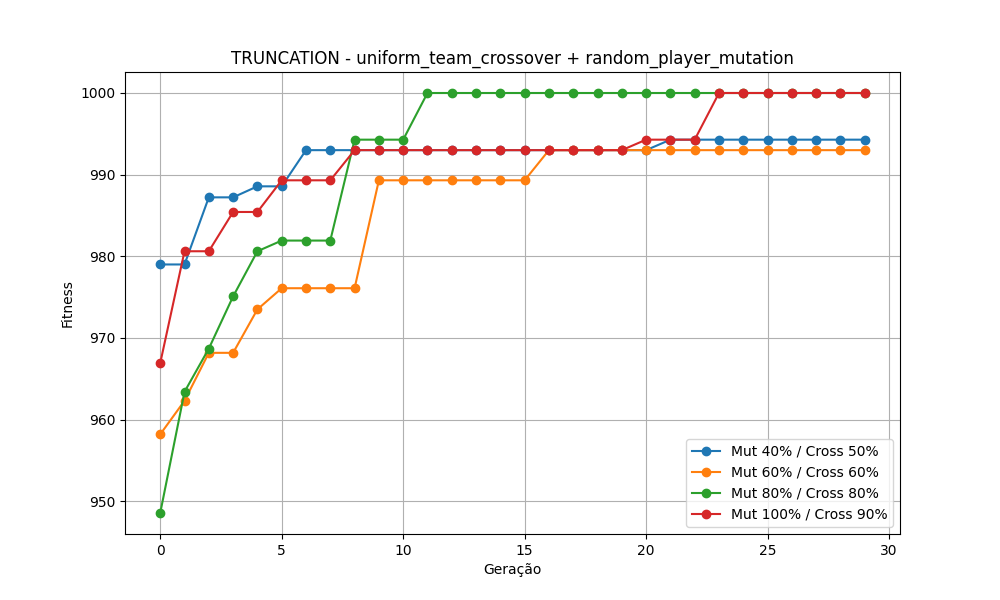 TRUNCATION - uniform_team_crossover + random_player_mutation
1000
990
980
970
960
950
Fitness
0 5 10 15 20 25 30
Geração
Mut 40% / Cross 50%
Mut 60% / Cross 60%
Mut 80% / Cross 80%
Mut 100% / Cross 90%